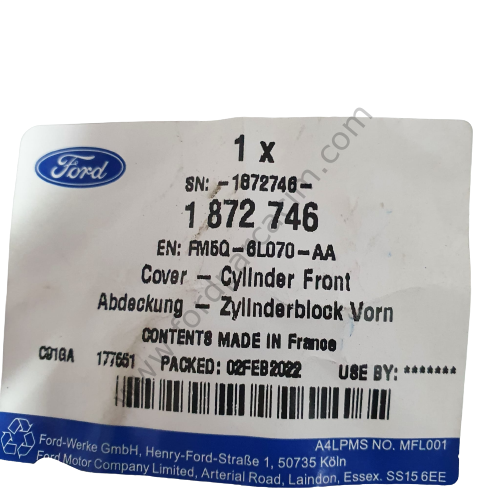 1 x
Ford
SN: -1872746-
1 872 746
EN: FM5Q-6L070-AA
Cover - Cylinder Front
Abdeckung - Zylinderblock Vorn
CONTENTS MADE IN France
C91GA 177551 PACKED: 02FEB2022 USE BY: *******
A4LPMS NO. MFL001
Ford-Werke GmbH, Henry-Ford-Straße 1, 50735 Köln
Ford Motor Company Limited, Arterial Road, Laindon, Essex. SS15 6EE